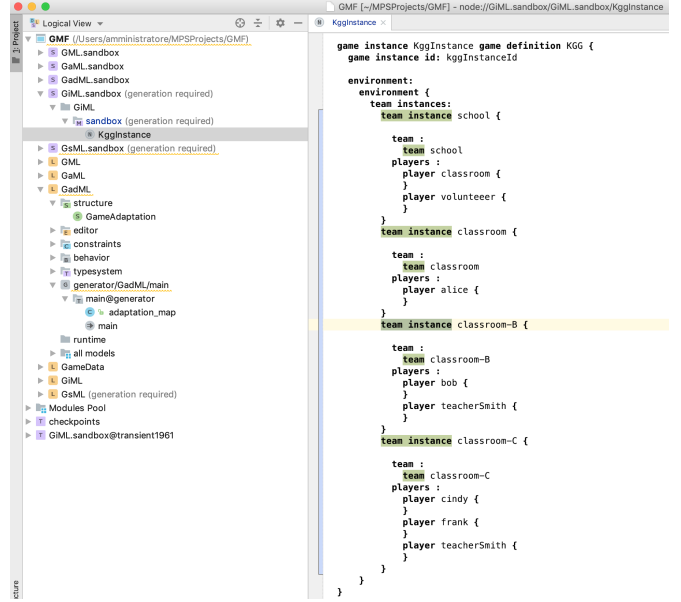 GMF [~/MPSProjects/GMF] - node://GiML.sandbox/GiML.sandbox/KggInstance
1: Project
Logical View
GMF (/Users/amministratore/MPSProjects/GMF)
GML.sandbox
GaML.sandbox
GadML.sandbox
GiML.sandbox (generation required)
GiML
sandbox (generation required)
KggInstance
GsML.sandbox (generation required)
GML
GaML
GadML
structure
GameAdaptation
editor
constraints
behavior
typesystem
generator/GadML/main
main@generator
adaptation_map
main
runtime
all models
GameData
GiML
GsML (generation required)
Modules Pool
checkpoints
GiML.sandbox@transient1961
cture
KggInstance
game instance KggInstance game definition KGG {
game instance id: kggInstanceId
environment:
environment {
team instances:
team instance school {
team :
team school
players :
player classroom {
}
player volunteeer {
}
}
team instance classroom {
team :
team classroom
players :
player alice {
}
}
team instance classroom-B {
team :
team classroom-B
players :
player bob {
}
player teacherSmith {
}
}
team instance classroom-C {
team :
team classroom-C
players :
player cindy {
}
player frank {
}
player teacherSmith {
}
}
}
}